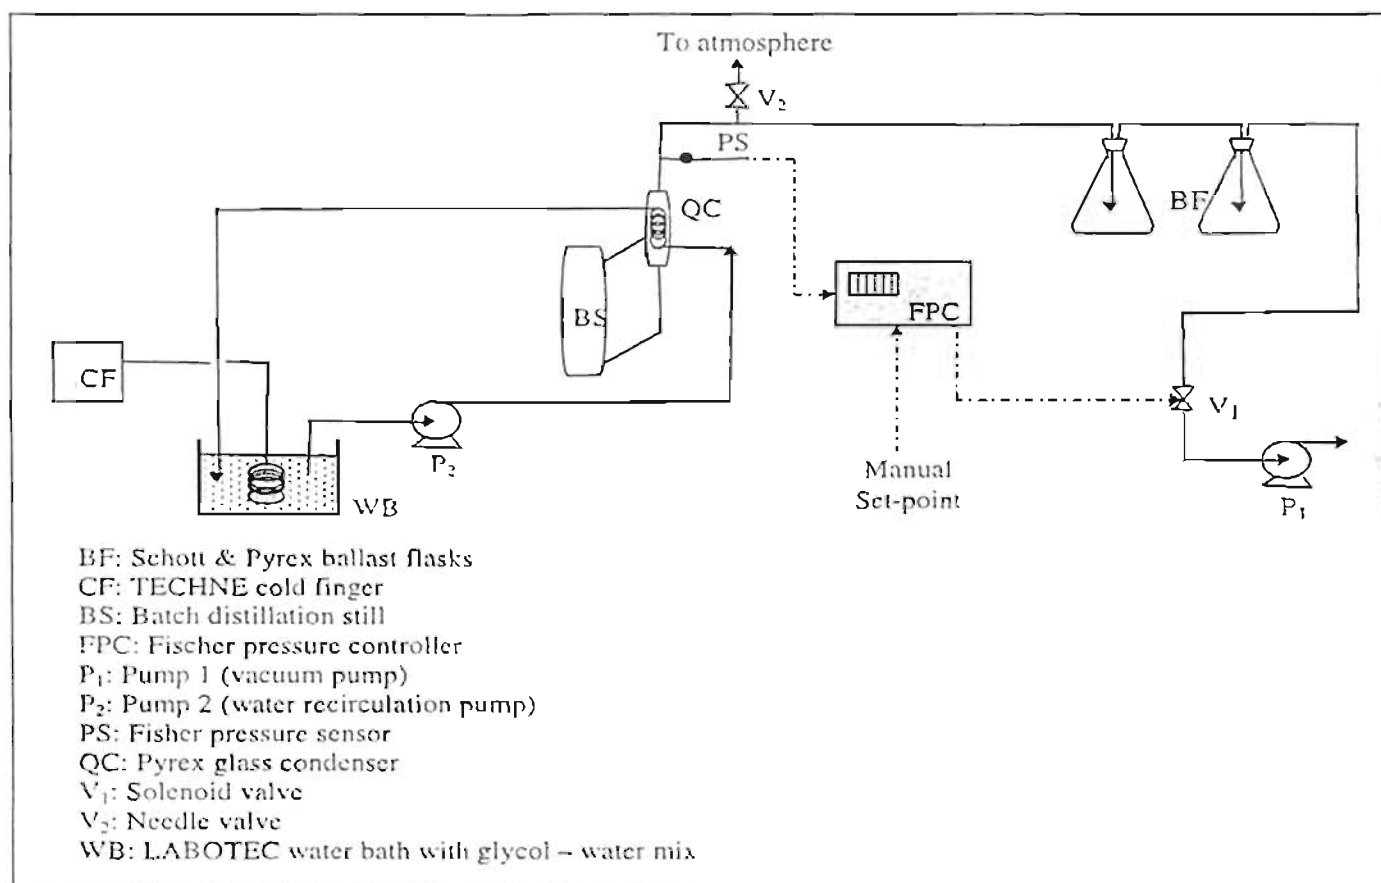 To atmosphere
V₂
PS
QC
BF
BS
FPC
CF
V₁
P₂
Manual
Set-point
WB
P₁
BF: Schott & Pyrex ballast flasks
CF: TECHNE cold finger
BS: Batch distillation still
FPC: Fischer pressure controller
P₁: Pump 1 (vacuum pump)
P₂: Pump 2 (water recirculation pump)
PS: Fisher pressure sensor
QC: Pyrex glass condenser
V₁: Solenoid valve
V₂: Needle valve
WB: LABOTEC water bath with glycol – water mix